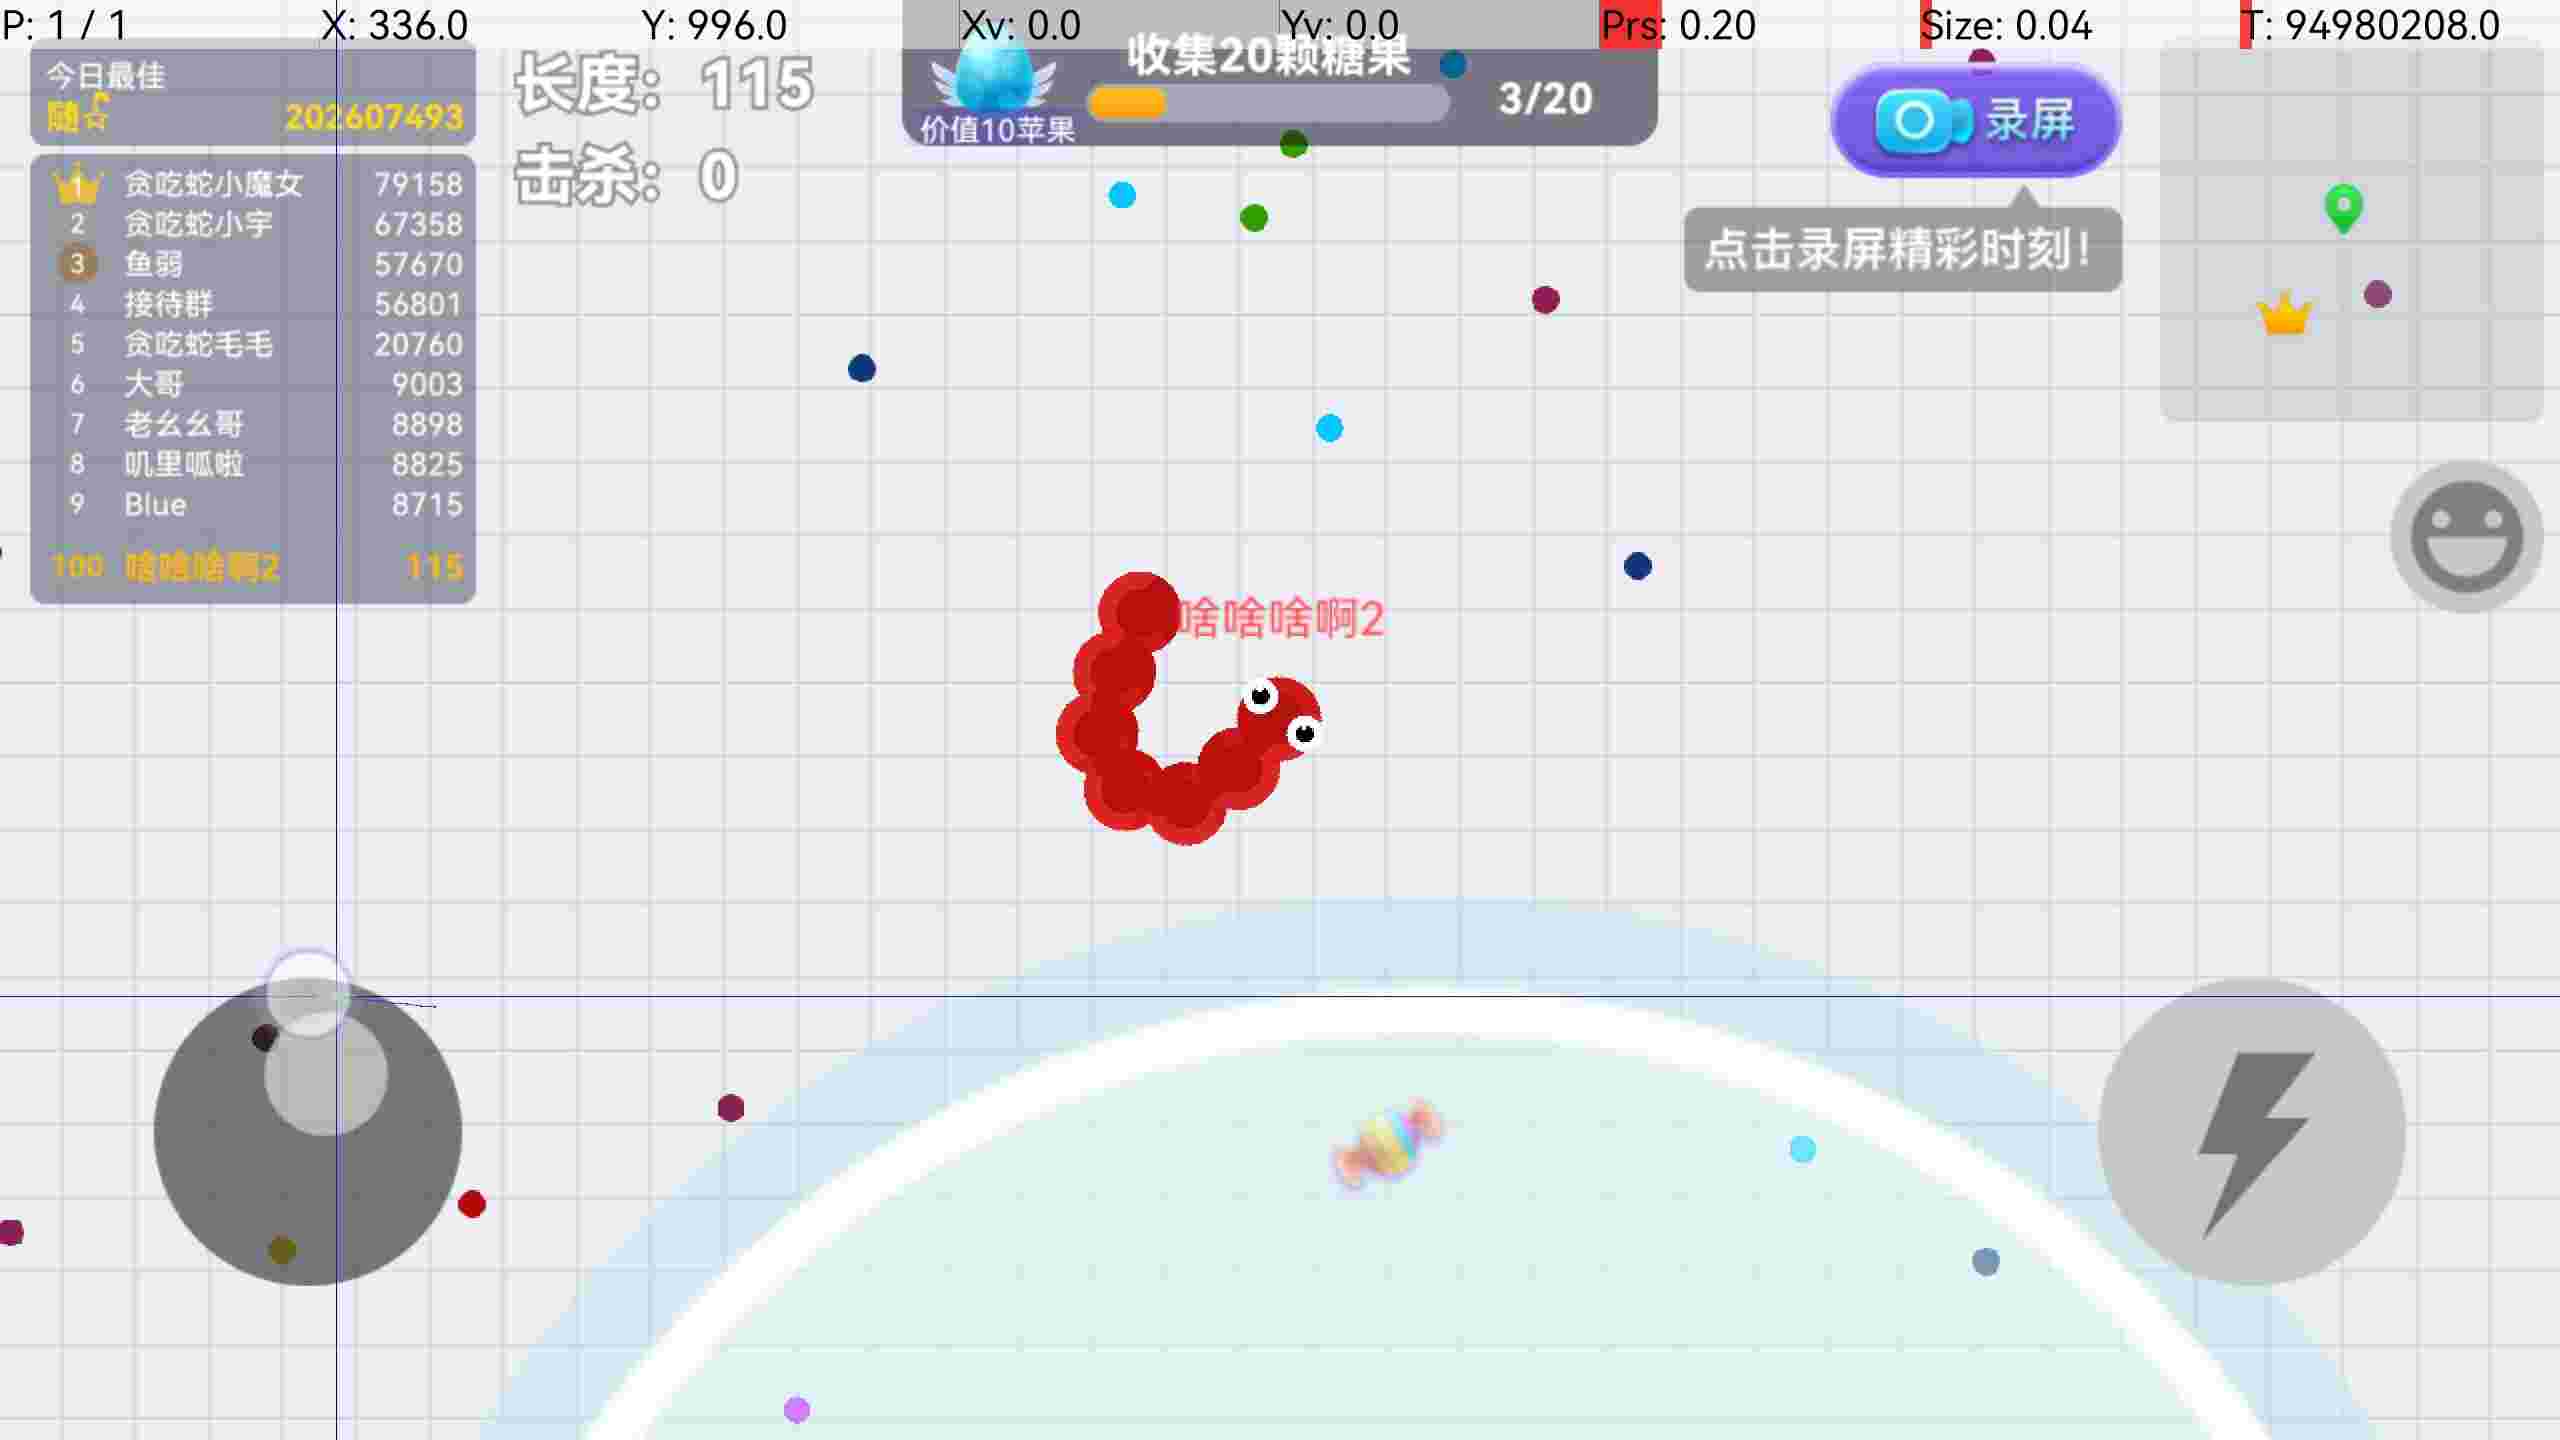 P: 1 / 1 X: 336.0 Y: 996.0 Xv: 0.0 Yv: 0.0 Prs: 0.20 Size: 0.04 T: 94980208.0
今日最佳
随 202607493
1 贪吃蛇小魔女 79158
2 贪吃蛇小宇 67358
3 鱼弱 57670
4 接待群 56801
5 贪吃蛇毛毛 20760
6 大哥 9003
7 老幺幺哥 8898
8 叽里呱啦 8825
9 Blue 8715
100 啥啥啥啊2 115
长度: 115
击杀: 0
收集20颗糖果
3/20
价值10苹果
录屏
点击录屏精彩时刻!
啥啥啥啊2